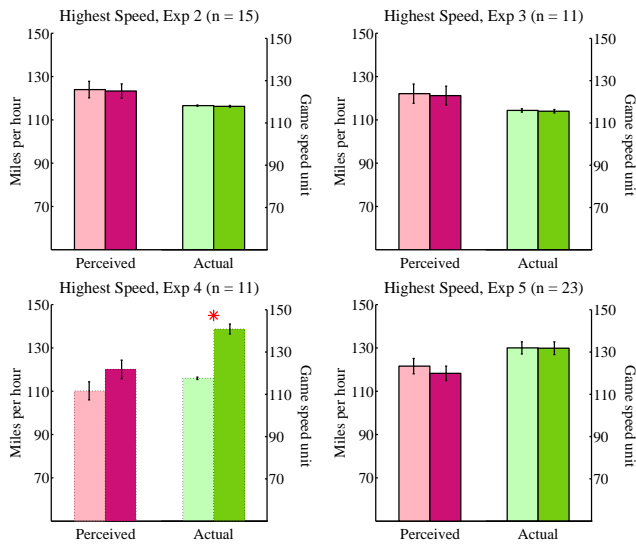 Highest Speed, Exp 2 (n = 15)
150
130
110
90
70
Miles per hour
150
130
110
90
70
Game speed unit
Perceived
Actual
Highest Speed, Exp 3 (n = 11)
150
130
110
90
70
Miles per hour
150
130
110
90
70
Game speed unit
Perceived
Actual
Highest Speed, Exp 4 (n = 11)
150
130
110
90
70
Miles per hour
150
130
110
90
70
Game speed unit
Perceived
Actual
Highest Speed, Exp 5 (n = 23)
150
130
110
90
70
Miles per hour
150
130
110
90
70
Game speed unit
Perceived
Actual